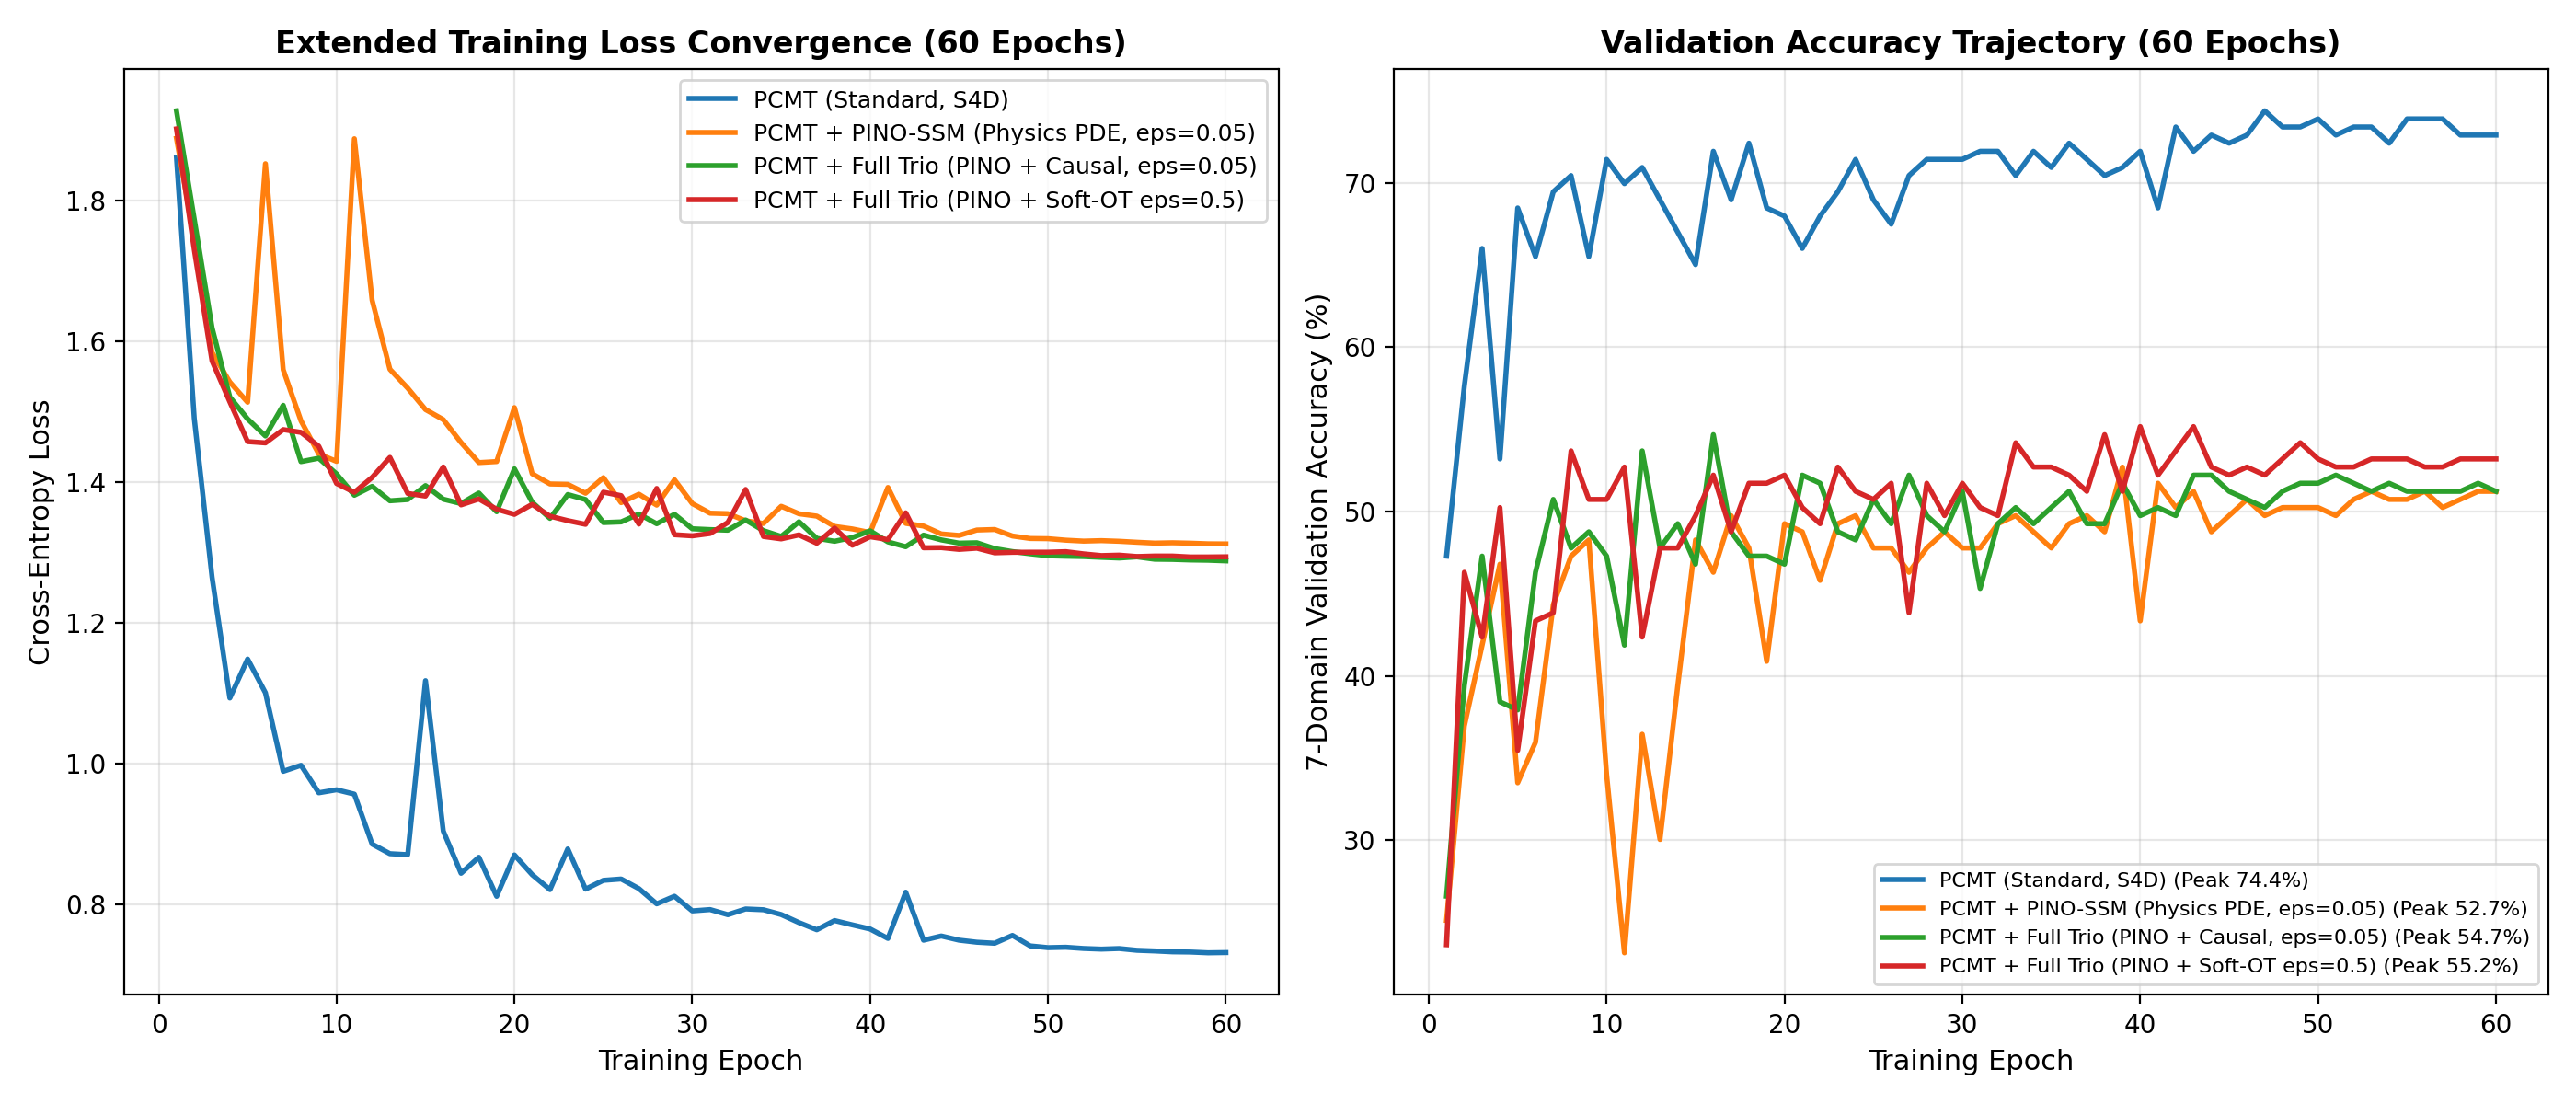 Extended Training Loss Convergence (60 Epochs)
PCMT (Standard, S4D)
PCMT + PINO-SSM (Physics PDE, eps=0.05)
PCMT + Full Trio (PINO + Causal, eps=0.05)
PCMT + Full Trio (PINO + Soft-OT eps=0.5)
Cross-Entropy Loss
1.8
1.6
1.4
1.2
1.0
0.8
0 10 20 30 40 50 60
Training Epoch
Validation Accuracy Trajectory (60 Epochs)
7-Domain Validation Accuracy (%)
70
60
50
40
30
PCMT (Standard, S4D) (Peak 74.4%)
PCMT + PINO-SSM (Physics PDE, eps=0.05) (Peak 52.7%)
PCMT + Full Trio (PINO + Causal, eps=0.05) (Peak 54.7%)
PCMT + Full Trio (PINO + Soft-OT eps=0.5) (Peak 55.2%)
0 10 20 30 40 50 60
Training Epoch